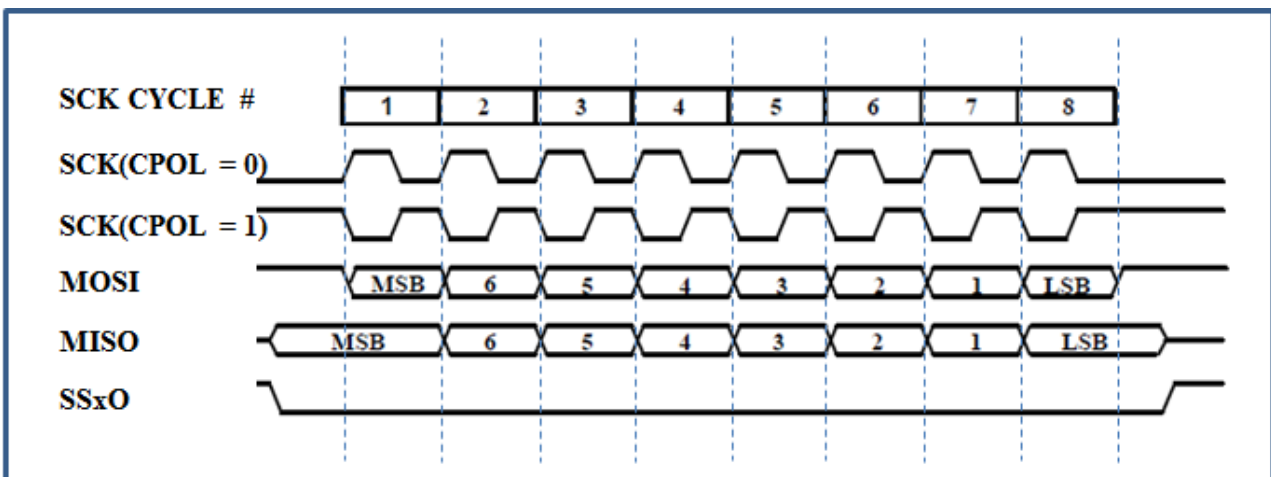 SCK CYCLE # 1 2 3 4 5 6 7 8
SCK(CPOL = 0)
SCK(CPOL = 1)
MOSI MSB 6 5 4 3 2 1 LSB
MISO MSB 6 5 4 3 2 1 LSB
SSxO